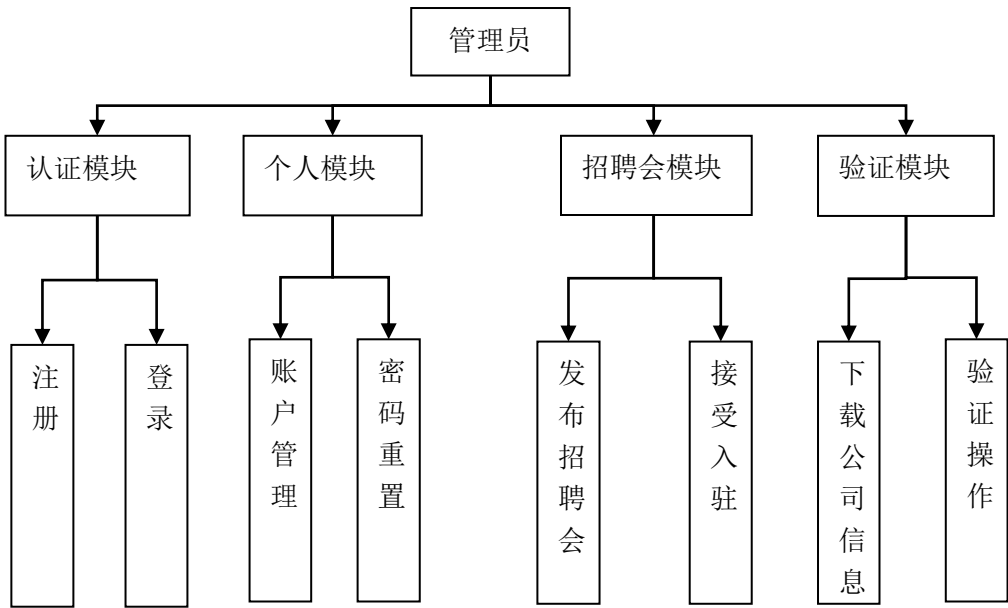 管理员
认证模块
个人模块
招聘会模块
验证模块
注册
登录
账户管理
密码重置
发布招聘会
接受入驻
下载公司信息
验证操作